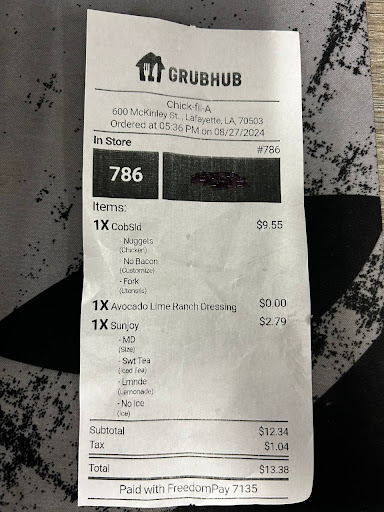 GRUBHUB
Chick-fil-A
600 McKinley St. , Lafayette, LA, 70503
Ordered at 05:36 PM on 08/27/2024
In Store
#786
786
Items:
1X CobSld $9.55
- Nuggets
(Chicken)
- No Bacon
(Customize)
- Fork
(Utensils)
1X Avocado Lime Ranch Dressing $0.00
1X Sunjoy $2.79
- MD
(Size)
- Swt Tea
(Iced Tea)
- Lmnde
(Lemonade)
- No Ice
(Ice)
Subtotal $12.34
Tax $1.04
Total $13.38
Paid with FreedomPay 7135